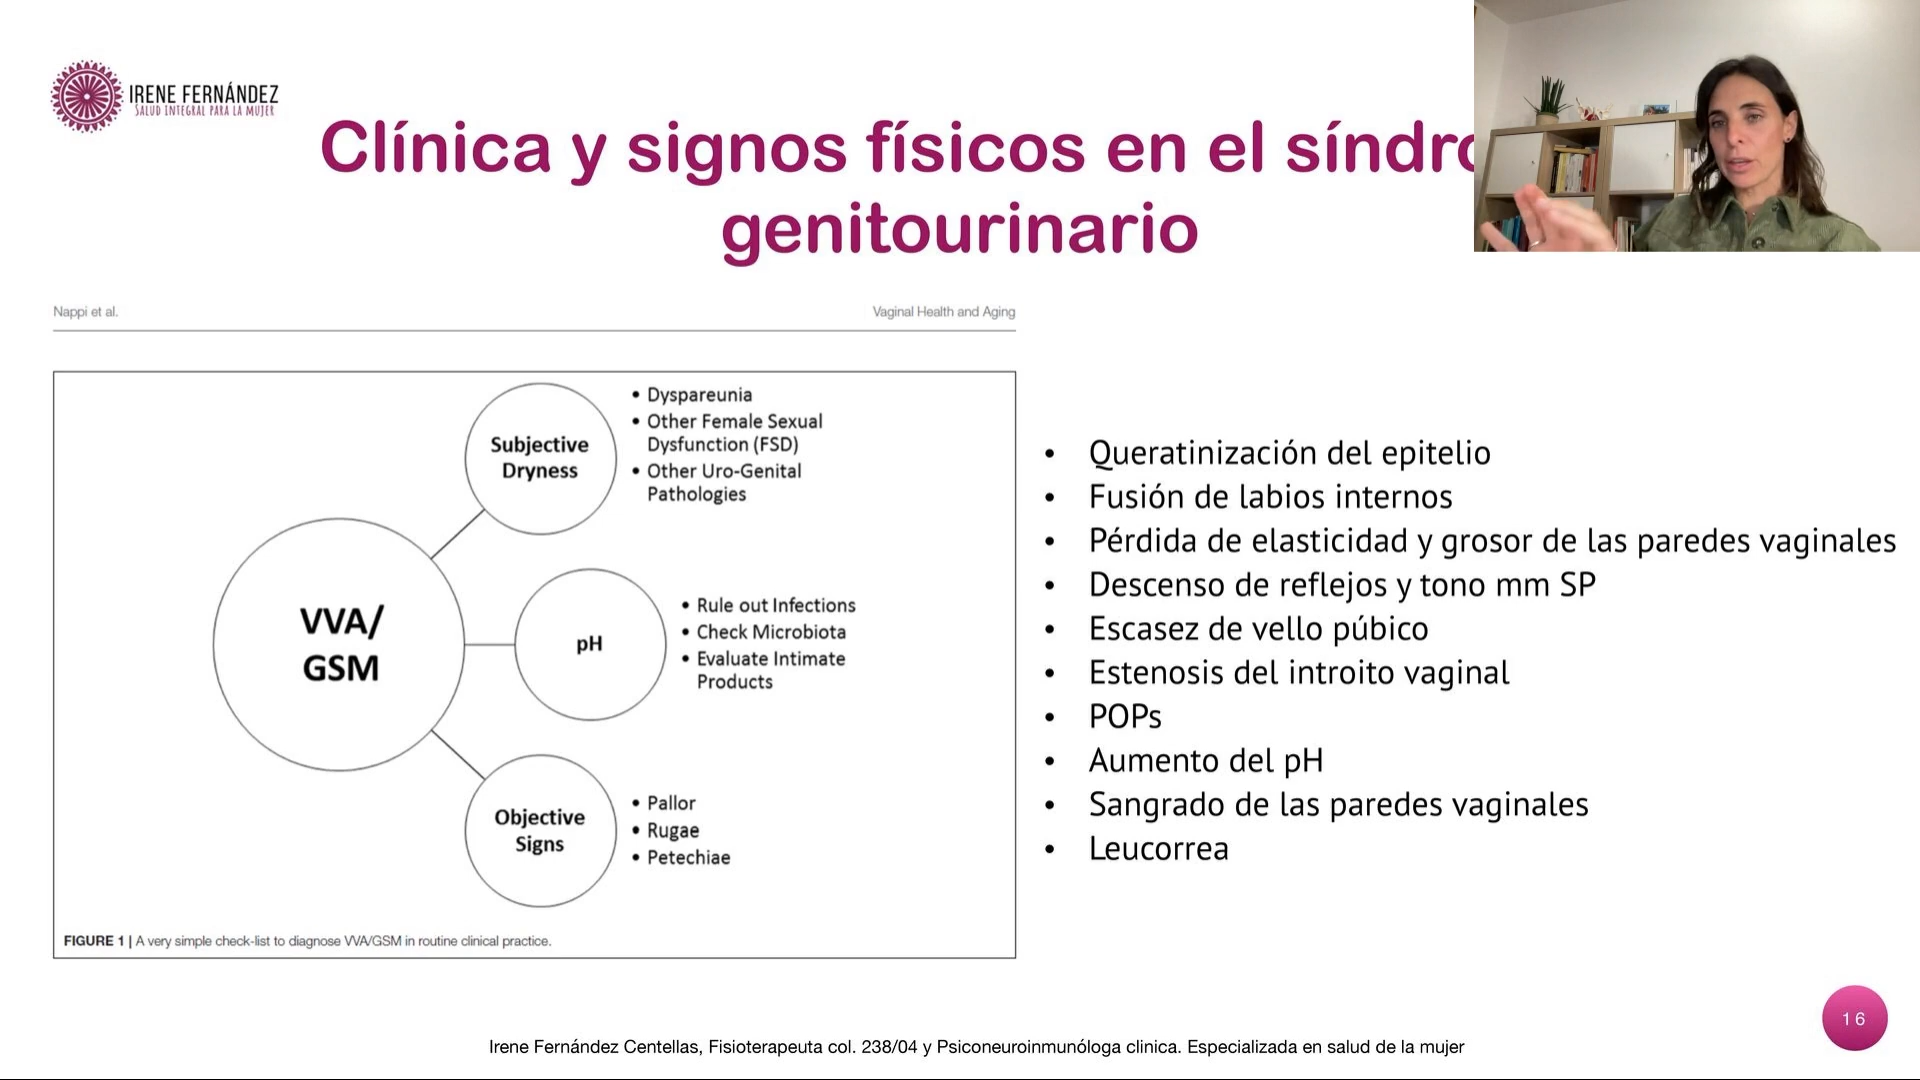 IRENE FERNÁNDEZ
SALUD INTEGRAL PARA LA MUJER
Clínica y signos físicos en el síndro
genitourinario
Nappi et al.
Vaginal Health and Aging
VVA/
GSM
Subjective
Dryness
• Dyspareunia
• Other Female Sexual
Dysfunction (FSD)
• Other Uro-Genital
Pathologies
pH
• Rule out Infections
• Check Microbiota
• Evaluate Intimate
Products
Objective
Signs
• Pallor
• Rugae
• Petechiae
FIGURE 1 | A very simple check-list to diagnose VVA/GSM in routine clinical practice.
• Queratinización del epitelio
• Fusión de labios internos
• Pérdida de elasticidad y grosor de las paredes vaginales
• Descenso de reflejos y tono mm SP
• Escasez de vello púbico
• Estenosis del introito vaginal
• POPs
• Aumento del pH
• Sangrado de las paredes vaginales
• Leucorrea
16
Irene Fernández Centellas, Fisioterapeuta col. 238/04 y Psiconeuroinmunóloga clinica. Especializada en salud de la mujer